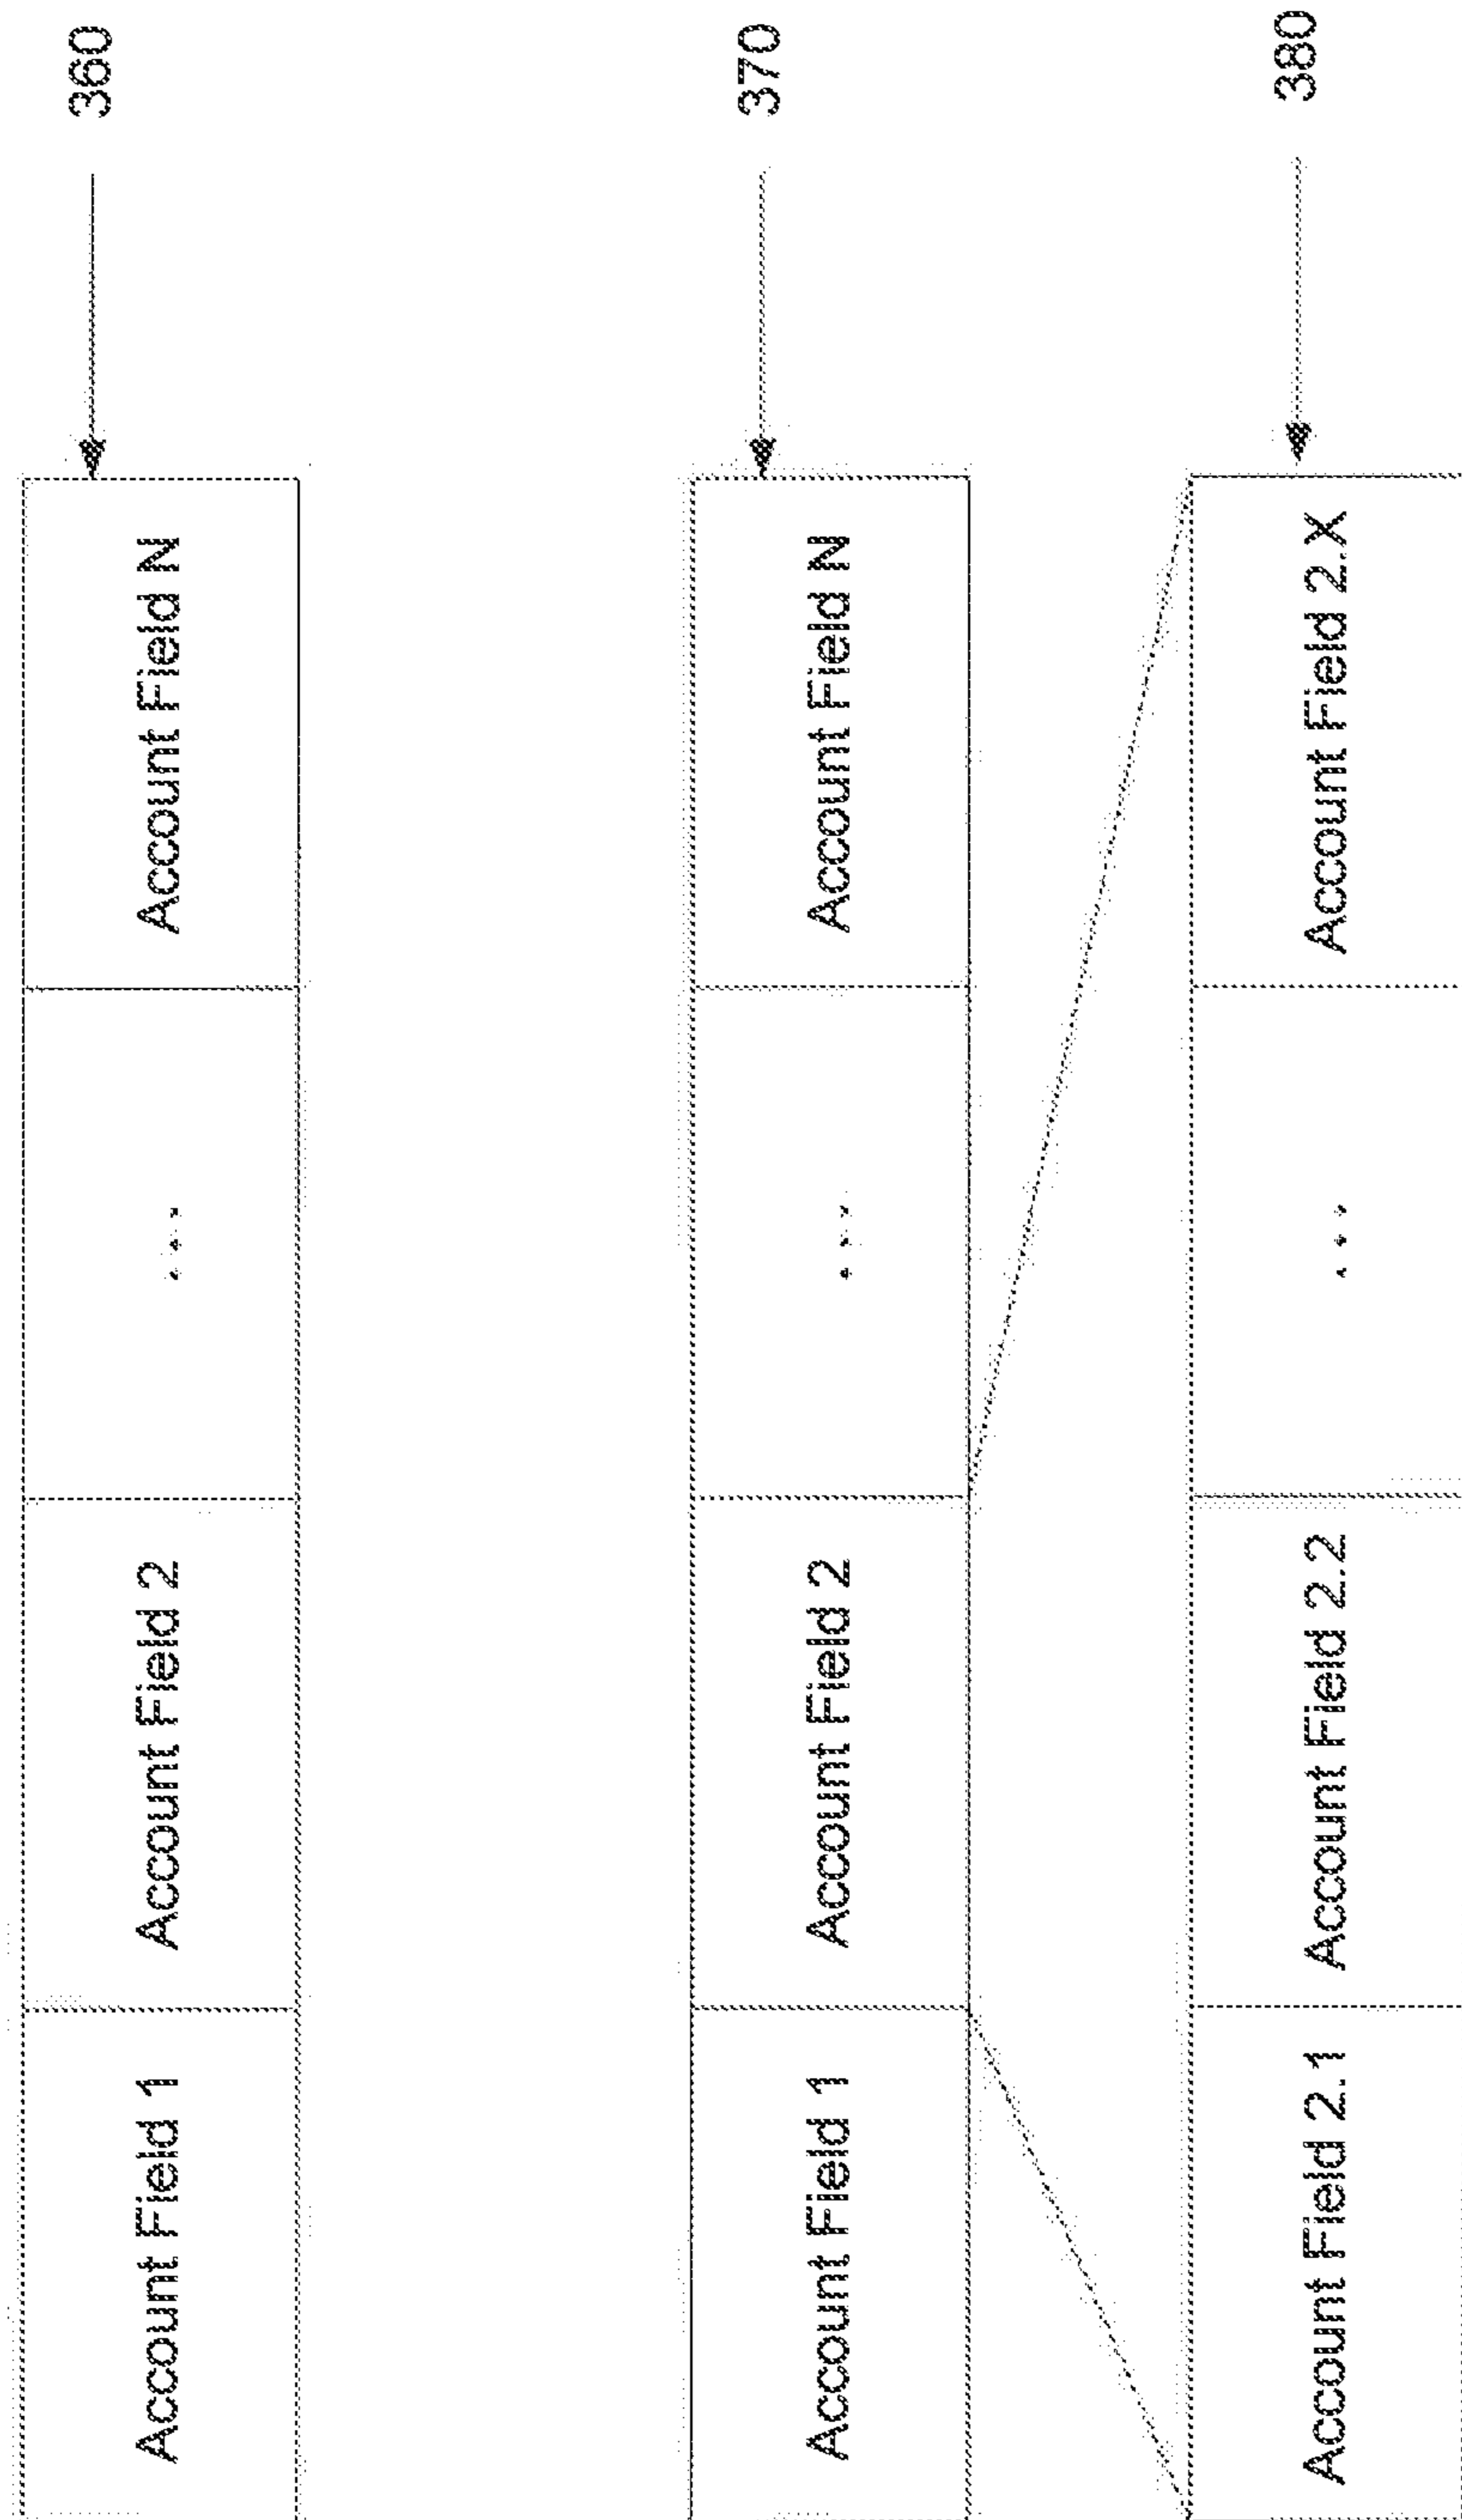 Account Field 1
Account Field 2
...
Account Field N
360
Account Field 1
Account Field 2
...
Account Field N
370
Account Field 2.1
Account Field 2.2
...
Account Field 2.X
380